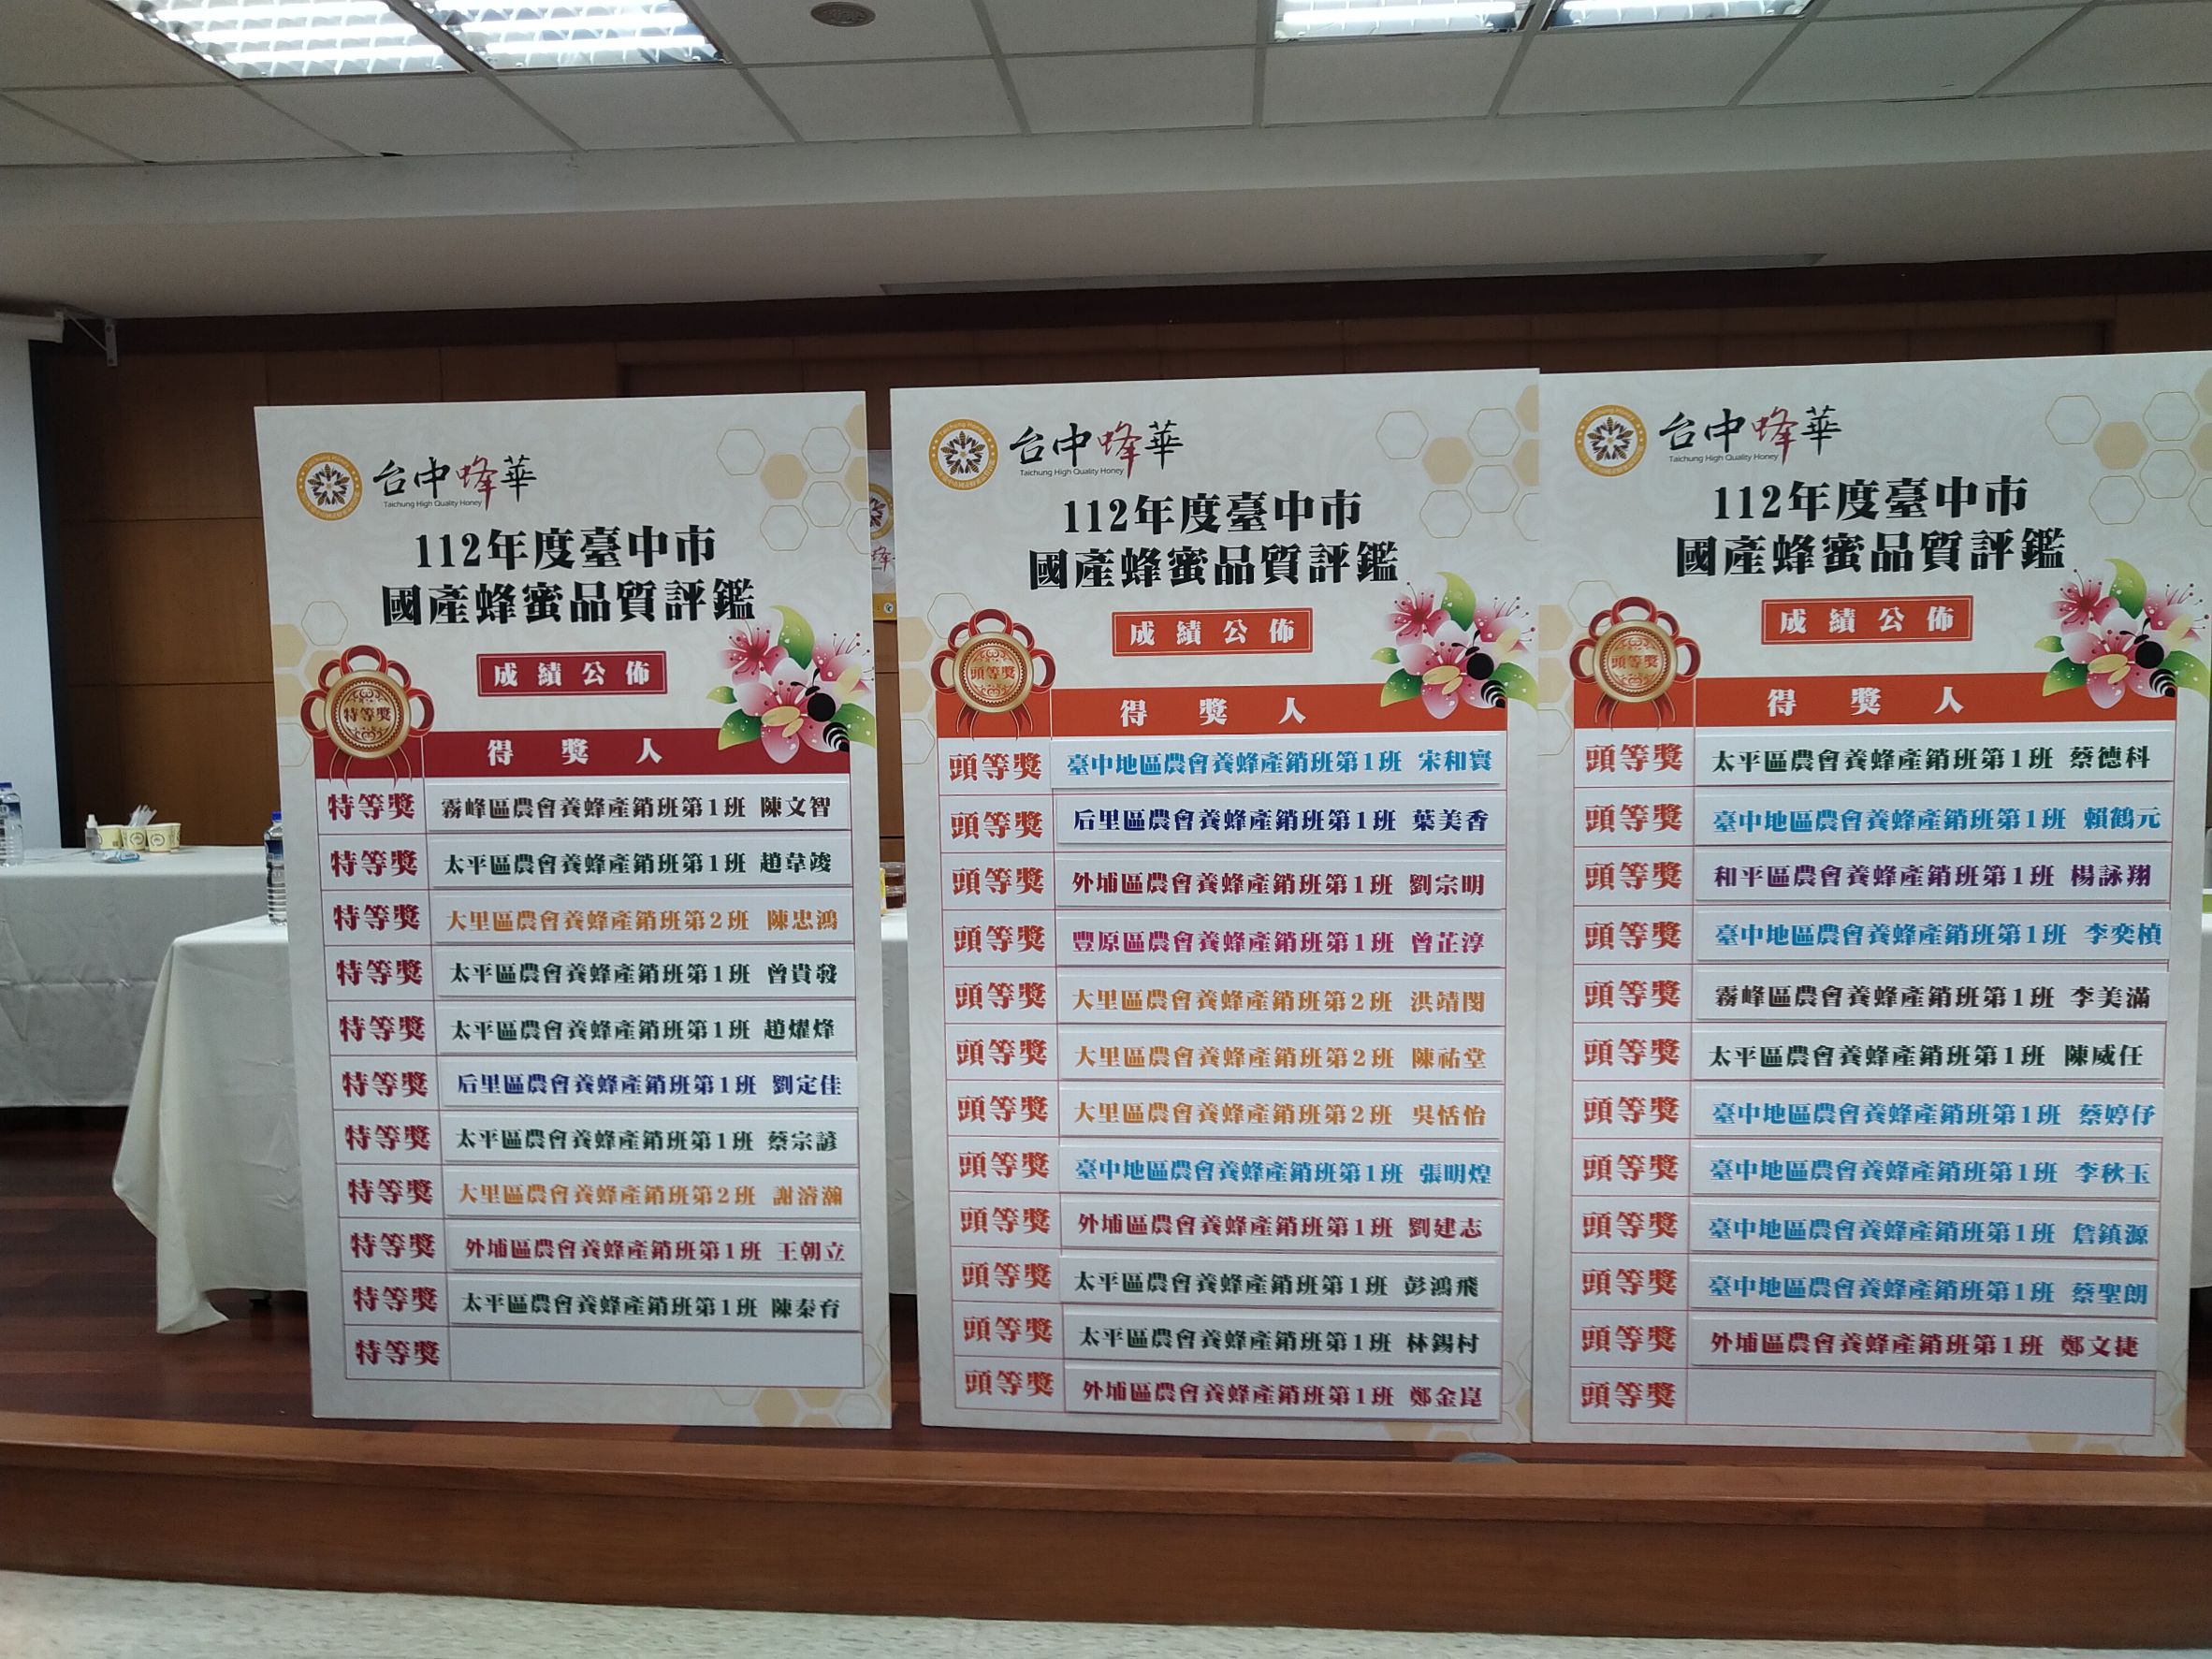 台中蜂華
Taichung High Quality Honey
112年度臺中市
國產蜂蜜品質評鑑
成績公佈
特等獎
得獎人
特等獎 霧峰區農會養蜂產銷班第1班 陳文智
特等獎 太平區農會養蜂產銷班第1班 趙韋竣
特等獎 大里區農會養蜂產銷班第2班 陳忠鴻
特等獎 太平區農會養蜂產銷班第1班 曾貴發
特等獎 太平區農會養蜂產銷班第1班 趙燿烽
特等獎 后里區農會養蜂產銷班第1班 劉定佳
特等獎 太平區農會養蜂產銷班第1班 蔡宗諺
特等獎 大里區農會養蜂產銷班第2班 謝濬瀚
特等獎 外埔區農會養蜂產銷班第1班 王朝立
特等獎 太平區農會養蜂產銷班第1班 陳秦育
特等獎
台中蜂華
Taichung High Quality Honey
112年度臺中市
國產蜂蜜品質評鑑
成績公佈
頭等獎
得獎人
頭等獎 臺中地區農會養蜂產銷班第1班 宋和寰
頭等獎 后里區農會養蜂產銷班第1班 葉美香
頭等獎 外埔區農會養蜂產銷班第1班 劉宗明
頭等獎 豐原區農會養蜂產銷班第1班 曾芷淳
頭等獎 大里區農會養蜂產銷班第2班 洪靖閔
頭等獎 大里區農會養蜂產銷班第2班 陳祐堂
頭等獎 大里區農會養蜂產銷班第2班 吳恬怡
頭等獎 臺中地區農會養蜂產銷班第1班 張明煌
頭等獎 外埔區農會養蜂產銷班第1班 劉建志
頭等獎 太平區農會養蜂產銷班第1班 彭鴻飛
頭等獎 太平區農會養蜂產銷班第1班 林錫村
頭等獎 外埔區農會養蜂產銷班第1班 鄭金崑
台中蜂華
Taichung High Quality Honey
112年度臺中市
國產蜂蜜品質評鑑
成績公佈
頭等獎
得獎人
頭等獎 太平區農會養蜂產銷班第1班 蔡德科
頭等獎 臺中地區農會養蜂產銷班第1班 賴鶴元
頭等獎 和平區農會養蜂產銷班第1班 楊詠翔
頭等獎 臺中地區農會養蜂產銷班第1班 李奕楨
頭等獎 霧峰區農會養蜂產銷班第1班 李美滿
頭等獎 太平區農會養蜂產銷班第1班 陳威任
頭等獎 臺中地區農會養蜂產銷班第1班 蔡婷伃
頭等獎 臺中地區農會養蜂產銷班第1班 李秋玉
頭等獎 臺中地區農會養蜂產銷班第1班 詹鎮源
頭等獎 臺中地區農會養蜂產銷班第1班 蔡聖朗
頭等獎 外埔區農會養蜂產銷班第1班 鄭文捷
頭等獎